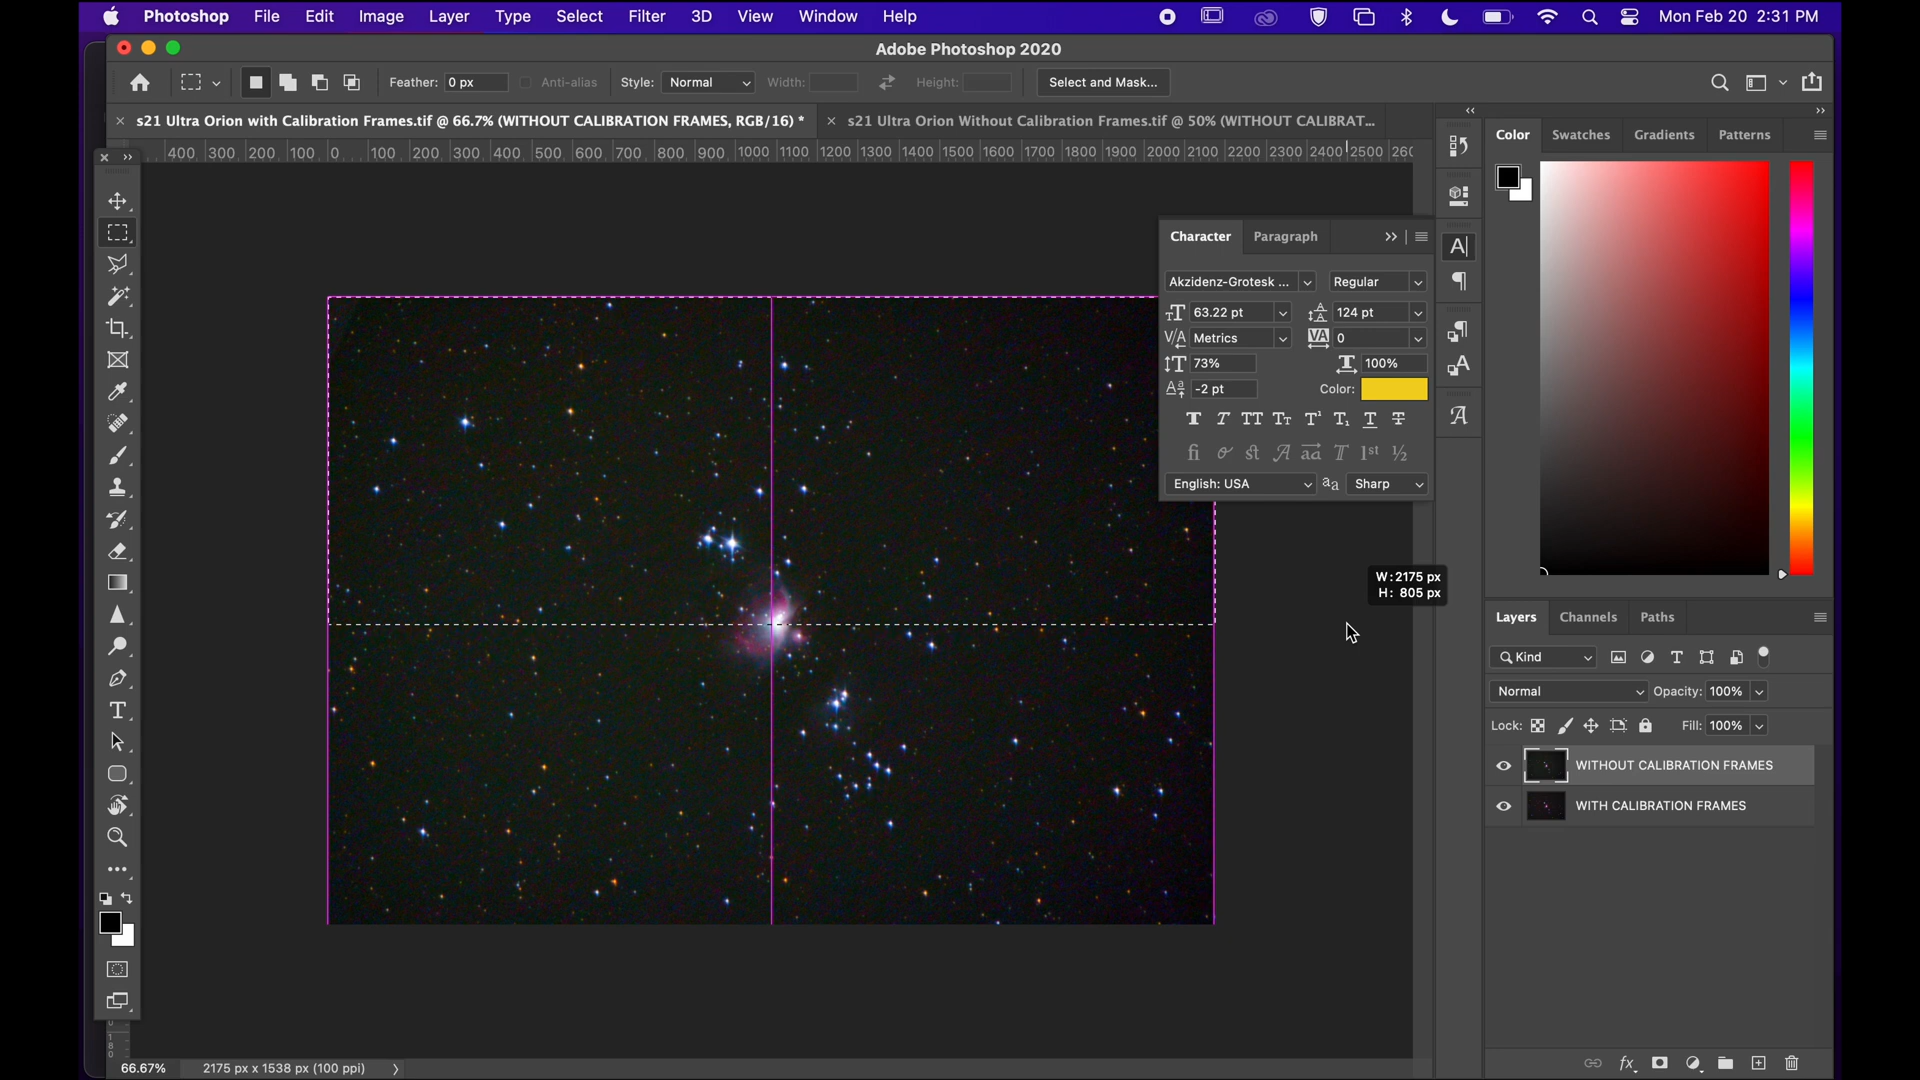 Photoshop File Edit Image Layer Type Select Filter 3D View Window Help Mon Feb 20 2:31 PM
Adobe Photoshop 2020
Feather: 0 px Anti-alias Style: Normal Width: Height: Select and Mask...
s21 Ultra Orion with Calibration Frames.tif @ 66.7% (WITHOUT CALIBRATION FRAMES, RGB/16) * s21 Ultra Orion Without Calibration Frames.tif @ 50% (WITHOUT CALIBRAT...
Color Swatches Gradients Patterns
400 300 200 100 0 100 200 300 400 500 600 700 800 900 1000 1100 1200 1300 1400 1500 1600 1700 1800 1900 2000 2100 2200 2300 2400 2500
Character Paragraph
Akzidenz-Grotesk ... Regular
63.22 pt 124 pt
Metrics 0
73% 100%
-2 pt Color:
English: USA Sharp
W: 2175 px
H: 805 px
Layers Channels Paths
Kind
Normal Opacity: 100%
Lock: Fill: 100%
WITHOUT CALIBRATION FRAMES
WITH CALIBRATION FRAMES
66.67% 2175 px x 1538 px (100 ppi)